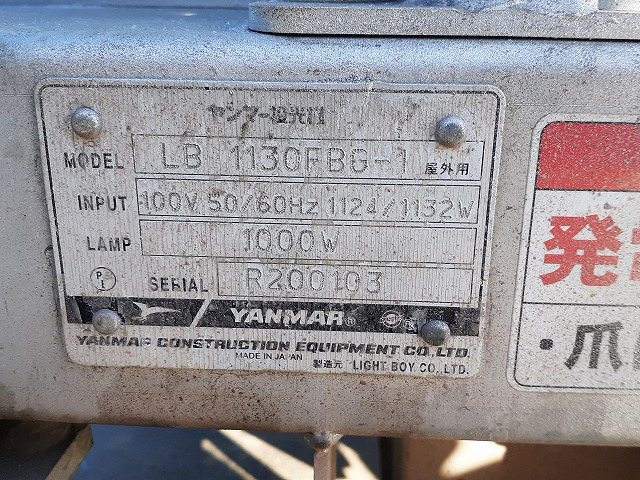 ヤンマー投光機
MODEL LB 1130FBG-1 屋外用
INPUT 100V 50/60Hz 1124/1132W
LAMP 1000W
SERIAL R200103
YANMAR
YANMAR CONSTRUCTION EQUIPMENT CO., LTD.
MADE IN JAPAN
製造元 LIGHT BOY CO., LTD.
発
・爪